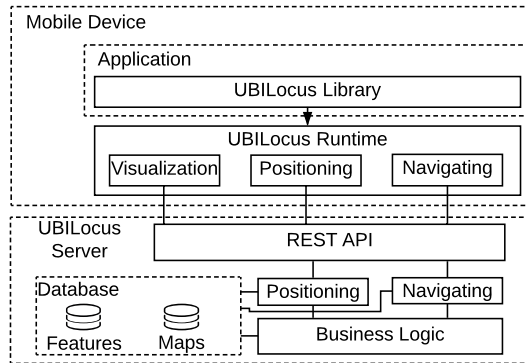 Mobile Device
Application
UBILocus Library
UBILocus Runtime
Visualization
Positioning
Navigating
UBILocus
Server
REST API
Database
Features
Maps
Positioning
Navigating
Business Logic